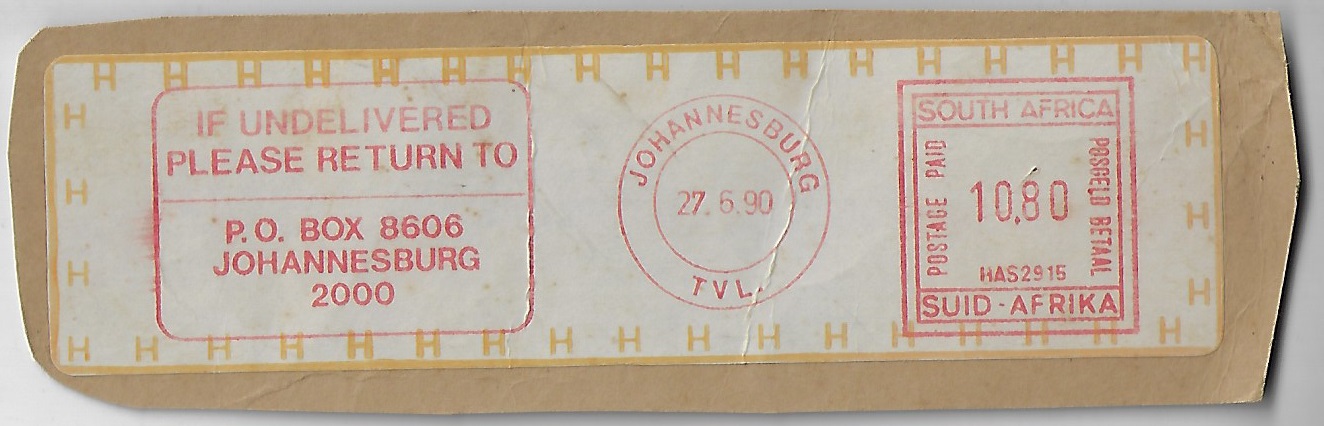 IF UNDELIVERED
PLEASE RETURN TO
P.O. BOX 8606
JOHANNESBURG
2000
JOHANNESBURG
27.6.90
TVL.
SOUTH AFRICA
POSTAGE PAID
10,80
POSGELD BETAAL
HAS2915
SUID-AFRIKA
H H H H H H H H H H H H H H H H H
H H
H H
H H
H H H H H H H H H H H H H H H H H